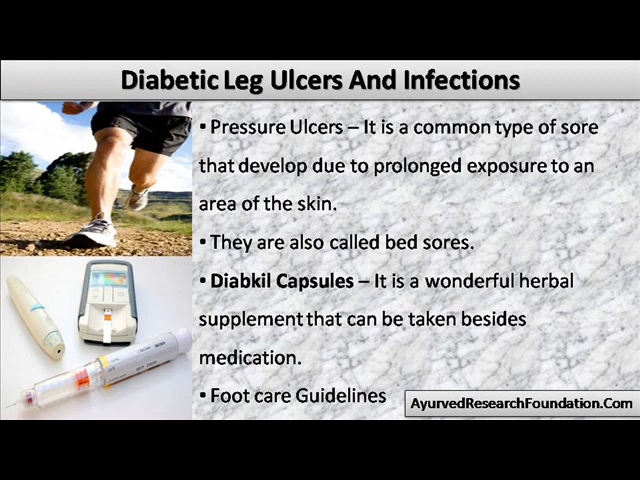 Diabetic Leg Ulcers And Infections
• Pressure Ulcers – It is a common type of sore
that develop due to prolonged exposure to an
area of the skin.
• They are also called bed sores.
• Diabkil Capsules – It is a wonderful herbal
supplement that can be taken besides
medication.
• Foot care Guidelines
AyurvedResearchFoundation.Com